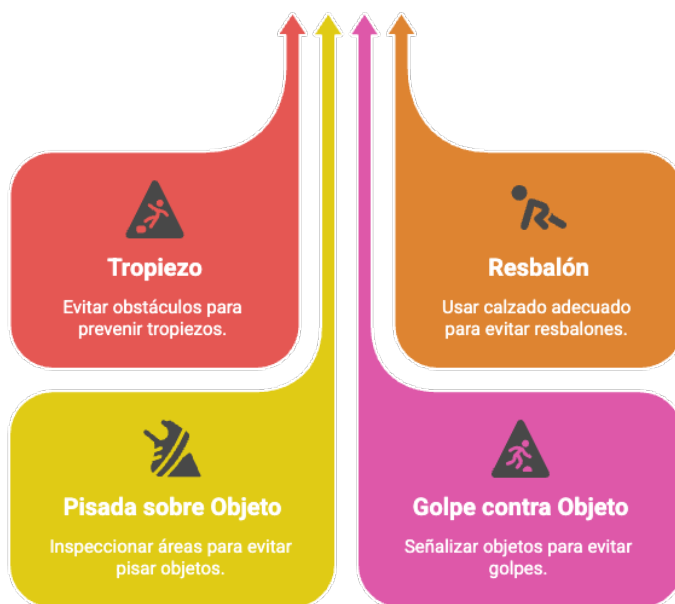 Tropiezo
Evitar obstáculos para
prevenir tropiezos.
Resbalón
Usar calzado adecuado
para evitar resbalones.
Pisada sobre Objeto
Inspeccionar áreas para evitar
pisar objetos.
Golpe contra Objeto
Señalizar objetos para evitar
golpes.